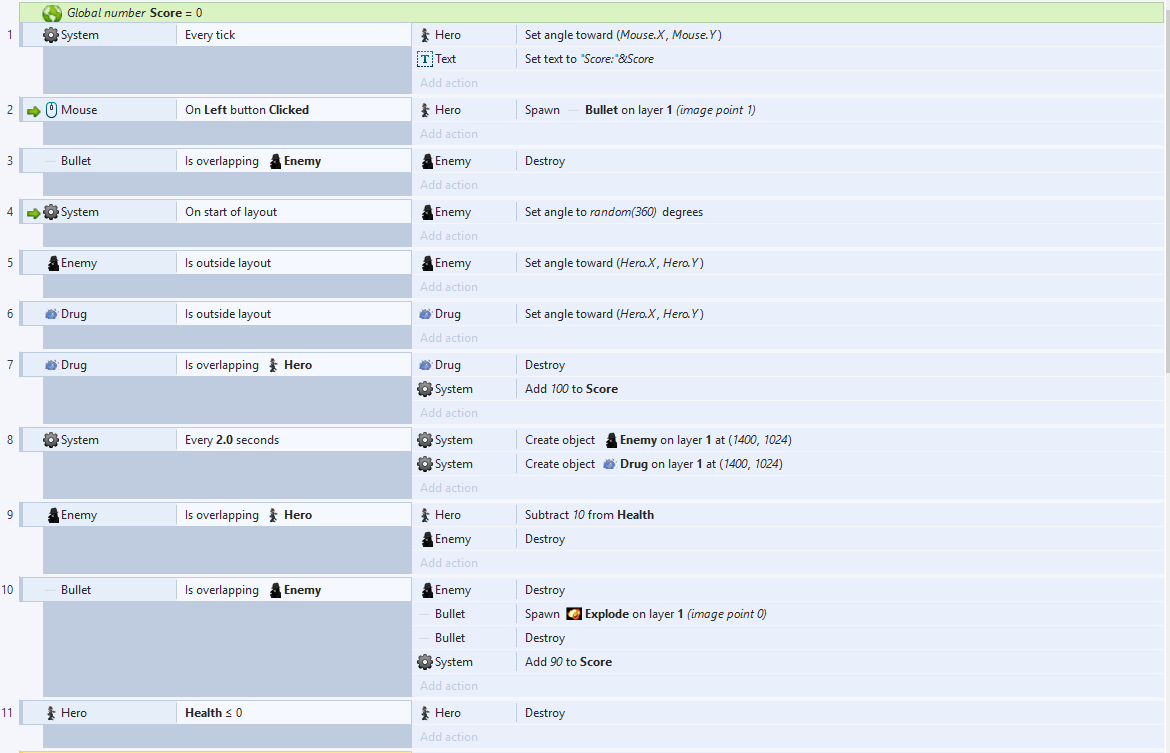 Global number Score = 0
1 System Every tick Hero Set angle toward (Mouse.X, Mouse.Y)
T Text Set text to "Score:"&Score
Add action
2 Mouse On Left button Clicked Hero Spawn Bullet on layer 1 (image point 1)
Add action
3 Bullet Is overlapping Enemy Enemy Destroy
Add action
4 System On start of layout Enemy Set angle to random(360) degrees
Add action
5 Enemy Is outside layout Enemy Set angle toward (Hero.X, Hero.Y)
Add action
6 Drug Is outside layout Drug Set angle toward (Hero.X, Hero.Y)
Add action
7 Drug Is overlapping Hero Drug Destroy
System Add 100 to Score
Add action
8 System Every 2.0 seconds System Create object Enemy on layer 1 at (1400, 1024)
System Create object Drug on layer 1 at (1400, 1024)
Add action
9 Enemy Is overlapping Hero Hero Subtract 10 from Health
Enemy Destroy
Add action
10 Bullet Is overlapping Enemy Enemy Destroy
Bullet Spawn Explode on layer 1 (image point 0)
Bullet Destroy
System Add 90 to Score
Add action
11 Hero Health ≤ 0 Hero Destroy
Add action